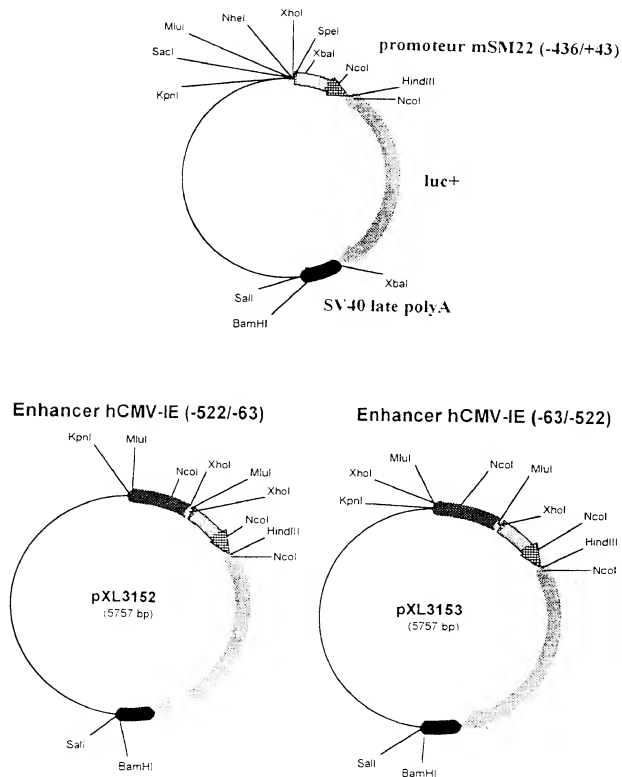 XhoI
NheI
SpeI
MluI
XbaI
promoteur mSM22 (-436/+43)
SacI
NcoI
HindIII
KpnI
NcoI
luc+
XbaI
SalI
SV40 late polyA
BamHI
Enhancer hCMV-IE (-522/-63)
KpnI
MluI
NcoI
XhoI
MluI
XhoI
NcoI
HindIII
NcoI
pXL3152
(5757 bp)
SalI
BamHI
Enhancer hCMV-IE (-63/-522)
MluI
NcoI
XhoI
MluI
KpnI
XhoI
NcoI
HindIII
NcoI
pXL3153
(5757 bp)
SalI
BamHI